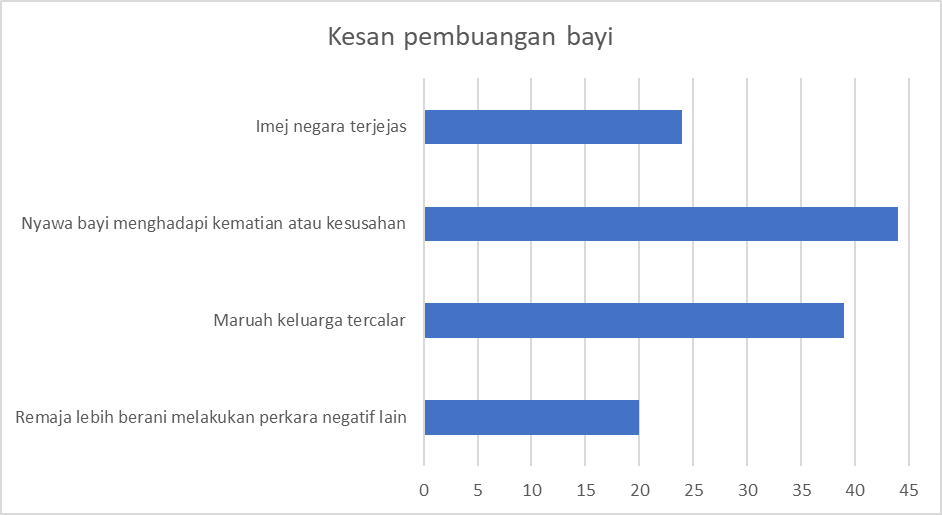 Kesan pembuangan bayi
Imej negara terjejas
Nyawa bayi menghadapi kematian atau kesusahan
Maruah keluarga tercalar
Remaja lebih berani melakukan perkara negatif lain
0 5 10 15 20 25 30 35 40 45